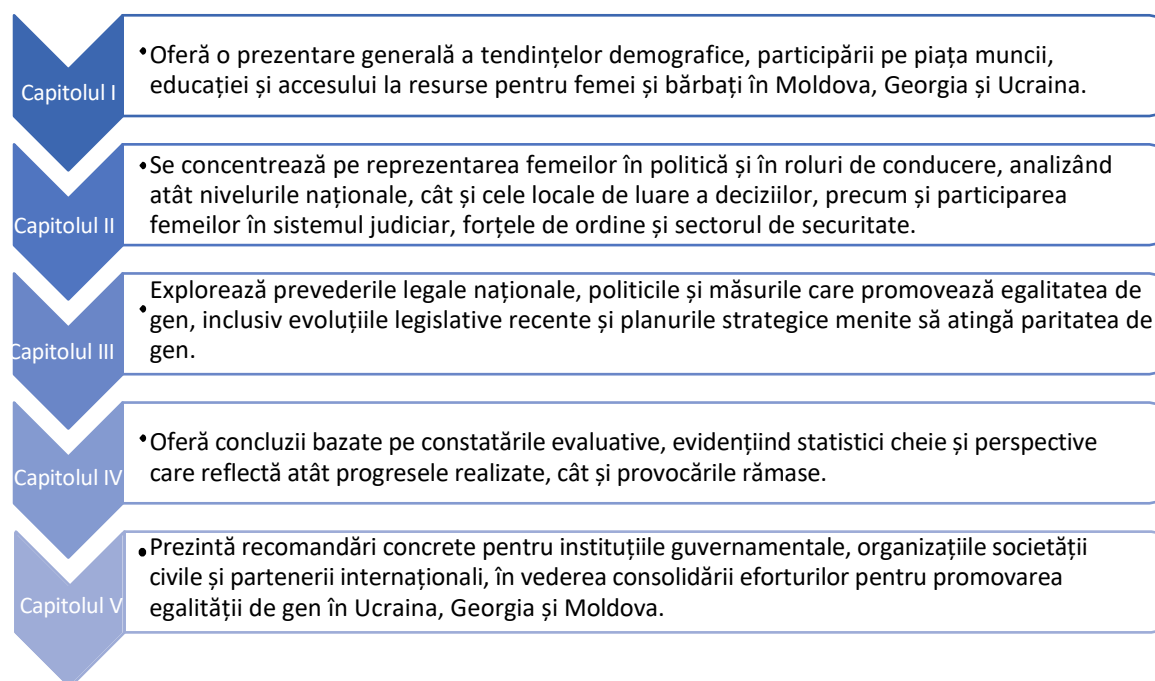 Capitolul I
•Oferă o prezentare generală a tendințelor demografice, participării pe piața muncii,
educației și accesului la resurse pentru femei și bărbați în Moldova, Georgia și Ucraina.
Capitolul II
•Se concentrează pe reprezentarea femeilor în politică și în roluri de conducere, analizând
atât nivelurile naționale, cât și cele locale de luare a deciziilor, precum și participarea
femeilor în sistemul judiciar, forțele de ordine și sectorul de securitate.
Capitolul III
•Explorează prevederile legale naționale, politicile și măsurile care promovează egalitatea de
gen, inclusiv evoluțiile legislative recente și planurile strategice menite să atingă paritatea de
gen.
Capitolul IV
•Oferă concluzii bazate pe constatările evaluative, evidențiind statistici cheie și perspective
care reflectă atât progresele realizate, cât și provocările rămase.
Capitolul V
•Prezintă recomandări concrete pentru instituțiile guvernamentale, organizațiile societății
civile și partenerii internaționali, în vederea consolidării eforturilor pentru promovarea
egalității de gen în Ucraina, Georgia și Moldova.